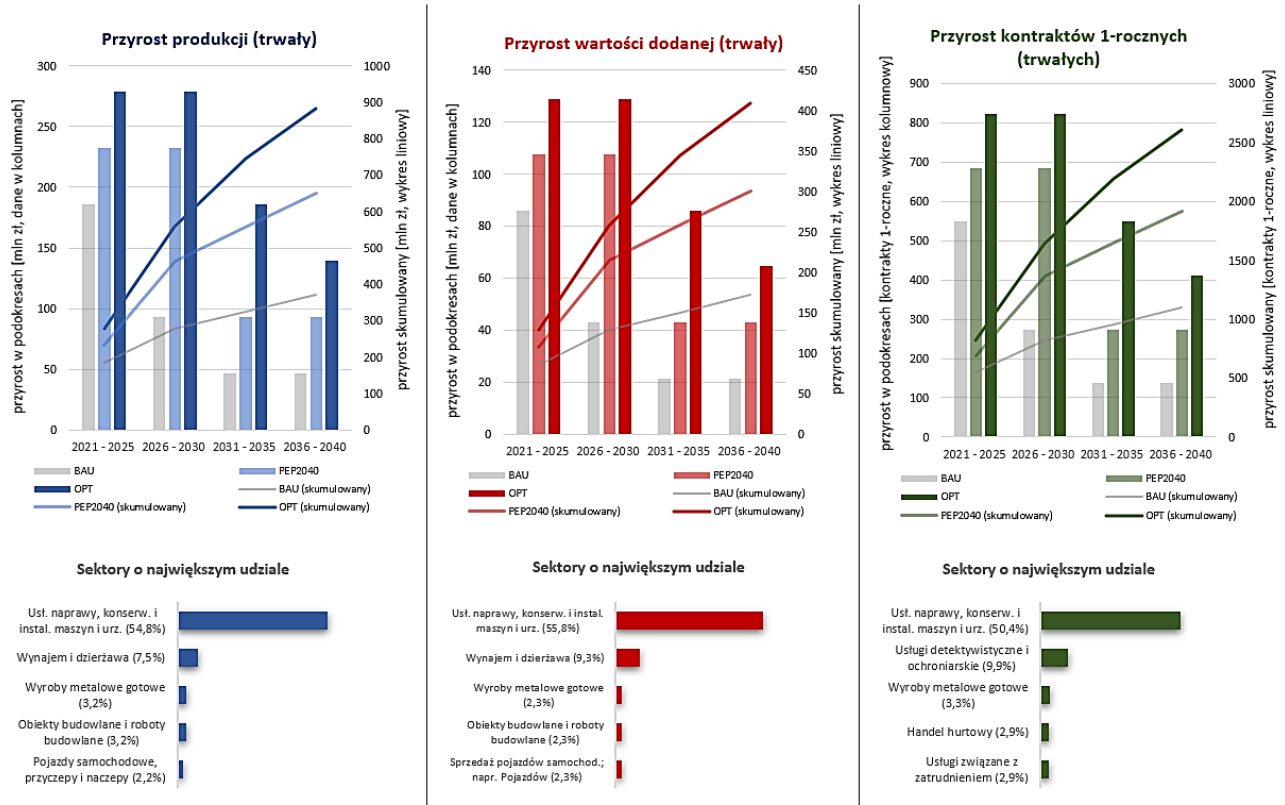 Przyrost produkcji (trwały)
przyrost w podokresach [mln zł, dane w kolumnach]
300
250
200
150
100
50
0
1000
900
800
700
600
500
400
300
200
100
0
przyrost skumulowany [mln zł, wykres liniowy]
2021 - 2025 2026 - 2030 2031 - 2035 2036 - 2040
BAU PEP2040
OPT BAU (skumulowany)
PEP2040 (skumulowany) OPT (skumulowany)
Sektory o największym udziale
Usł. naprawy, konserw. i
instal. maszyn i urz. (54,8%)
Wynajem i dzierżawa (7,5%)
Wyroby metalowe gotowe
(3,2%)
Obiekty budowlane i roboty
budowlane (3,2%)
Pojazdy samochodowe,
przyczepy i naczepy (2,2%)
Przyrost wartości dodanej (trwały)
przyrost w podokresach [mln zł, dane w kolumnach]
140
120
100
80
60
40
20
0
450
400
350
300
250
200
150
100
50
0
przyrost skumulowany [mln zł, wykres liniowy]
2021 - 2025 2026 - 2030 2031 - 2035 2036 - 2040
BAU PEP2040
OPT BAU (skumulowany)
PEP2040 (skumulowany) OPT (skumulowany)
Sektory o największym udziale
Usł. naprawy, konserw. i instal.
maszyn i urz. (55,8%)
Wynajem i dzierżawa (9,3%)
Wyroby metalowe gotowe
(2,3%)
Obiekty budowlane i roboty
budowlane (2,3%)
Sprzedaż pojazdów samochod.;
napr. Pojazdów (2,3%)
Przyrost kontraktów 1-rocznych
(trwałych)
przyrost w podokresach [kontrakty 1-roczne, wykres kolumnowy]
900
800
700
600
500
400
300
200
100
0
3000
2500
2000
1500
1000
500
0
przyrost skumulowany [kontrakty 1-roczne, wykres liniowy]
2021 - 2025 2026 - 2030 2031 - 2035 2036 - 2040
BAU PEP2040
OPT BAU (skumulowany)
PEP2040 (skumulowany) OPT (skumulowany)
Sektory o największym udziale
Usł. naprawy, konserw. i
instal. maszyn i urz. (50,4%)
Usługi detektywistyczne i
ochroniarskie (9,9%)
Wyroby metalowe gotowe
(3,3%)
Handel hurtowy (2,9%)
Usługi związane z
zatrudnieniem (2,9%)